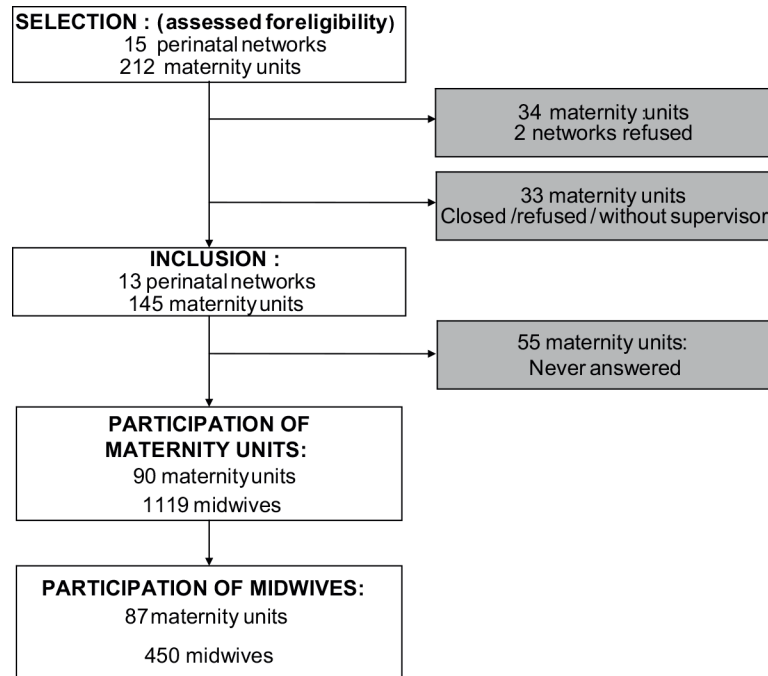 SELECTION : (assessed foreligibility)
15 perinatal networks
212 maternity units
34 maternity units
2 networks refused
33 maternity units
Closed /refused / without supervisor
INCLUSION :
13 perinatal networks
145 maternity units
55 maternity units:
Never answered
PARTICIPATION OF
MATERNITY UNITS:
90 maternity units
1119 midwives
PARTICIPATION OF MIDWIVES:
87 maternity units
450 midwives